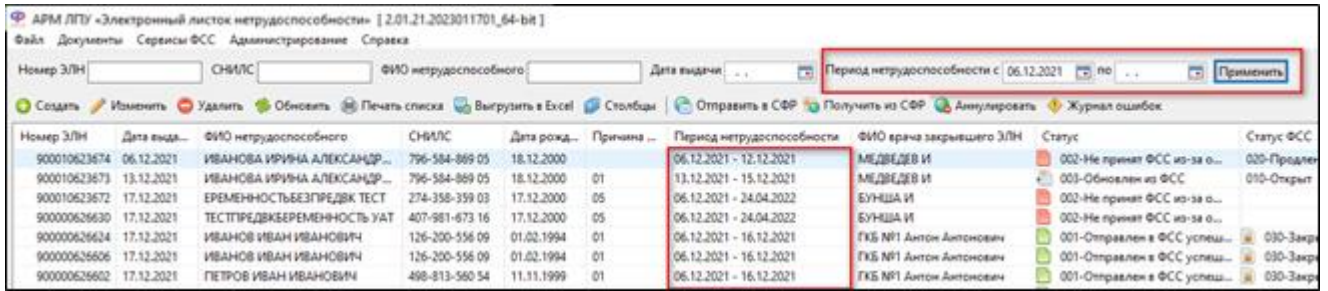 АРМ ЛПУ «Электронный листок нетрудоспособности» [ 2.01.21.2023011701_64-bit ]
Файл Документы Сервисы ФСС Администрирование Справка
Номер ЭЛН СНИЛС ФИО нетрудоспособного Дата выдачи . . Период нетрудоспособности с 06.12.2021 по . . Применить
Создать Изменить Удалить Обновить Печать списка Выгрузить в Excel Столбцы Отправить в СФР Получить из СФР Аннулировать Журнал ошибок
Номер ЭЛН Дата выда... ФИО нетрудоспособного СНИЛС Дата рожд... Причина ... Период нетрудоспособности ФИО врача закрывшего ЭЛН Статус Статус ФСС
900010623674 06.12.2021 ИВАНОВА ИРИНА АЛЕКСАНДР... 796-584-869 05 18.12.2000 06.12.2021 - 12.12.2021 МЕДВЕДЕВ И 002-Не принят ФСС из-за о... 020-Продлен
900010623673 13.12.2021 ИВАНОВА ИРИНА АЛЕКСАНДР... 796-584-869 05 18.12.2000 01 13.12.2021 - 15.12.2021 МЕДВЕДЕВ И 003-Обновлен из ФСС 010-Открыт
900010623672 17.12.2021 ЕРЕМЕННОСТЬБЕЗПРЕДВК ТЕСТ 274-358-359 03 17.12.2000 05 06.12.2021 - 24.04.2022 БУНША И 002-Не принят ФСС из-за о...
900000626630 17.12.2021 ТЕСТПРЕДВКБЕРЕМЕННОСТЬ УАТ 407-981-673 16 17.12.2000 05 06.12.2021 - 24.04.2022 БУНША И 002-Не принят ФСС из-за о...
900000626624 17.12.2021 ИВАНОВ ИВАН ИВАНОВИЧ 126-200-556 09 01.02.1994 01 06.12.2021 - 16.12.2021 ГКБ №1 Антон Антонович 001-Отправлен в ФСС успеш... 030-Закр
900000626606 17.12.2021 ИВАНОВ ИВАН ИВАНОВИЧ 126-200-556 09 01.02.1994 01 06.12.2021 - 16.12.2021 ГКБ №1 Антон Антонович 001-Отправлен в ФСС успеш... 030-Закр
900000626602 17.12.2021 ПЕТРОВ ИВАН ИВАНОВИЧ 498-813-560 54 11.11.1999 01 06.12.2021 - 16.12.2021 ГКБ №1 Антон Антонович 001-Отправлен в ФСС успеш... 030-Закр